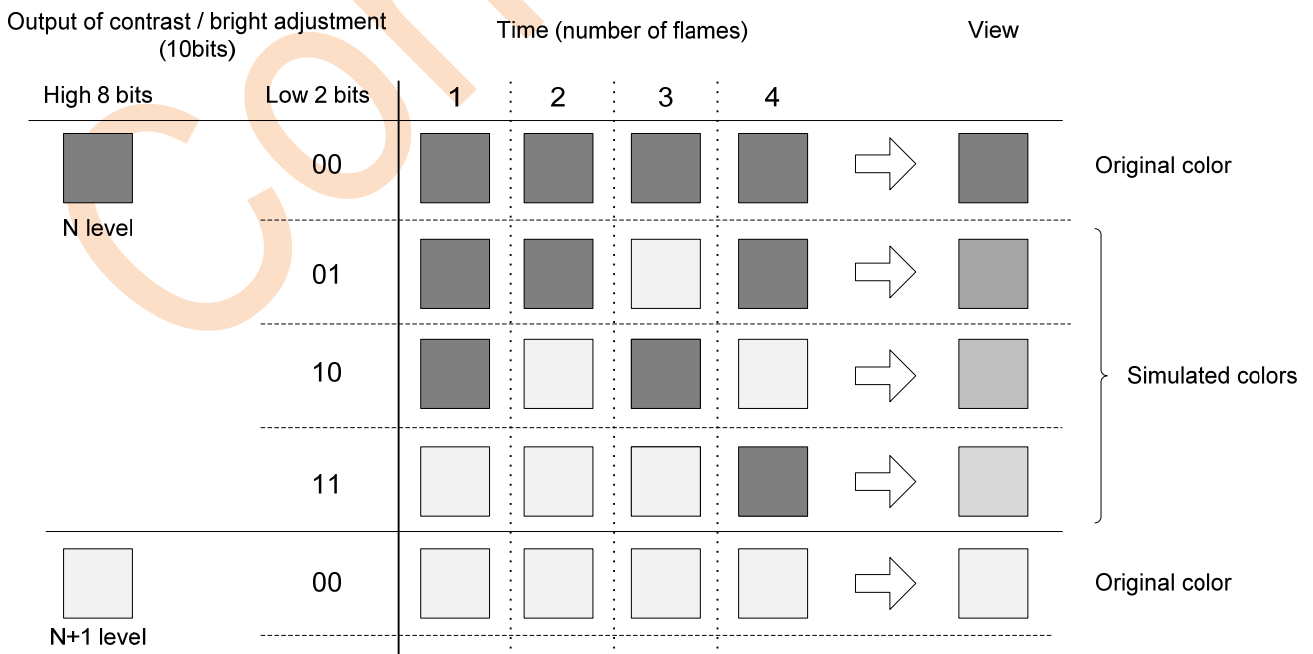 Output of contrast / bright adjustment
(10bits)
Time (number of flames)
View
High 8 bits
Low 2 bits
1
2
3
4
00
Original color
N level
01
10
Simulated colors
11
00
Original color
N+1 level